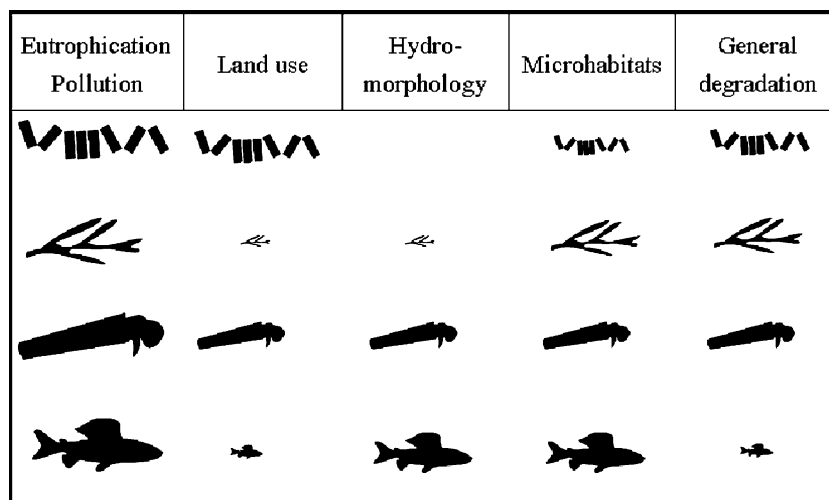 Eutrophication
Pollution
Land use
Hydro-
morphology
Microhabitats
General
degradation